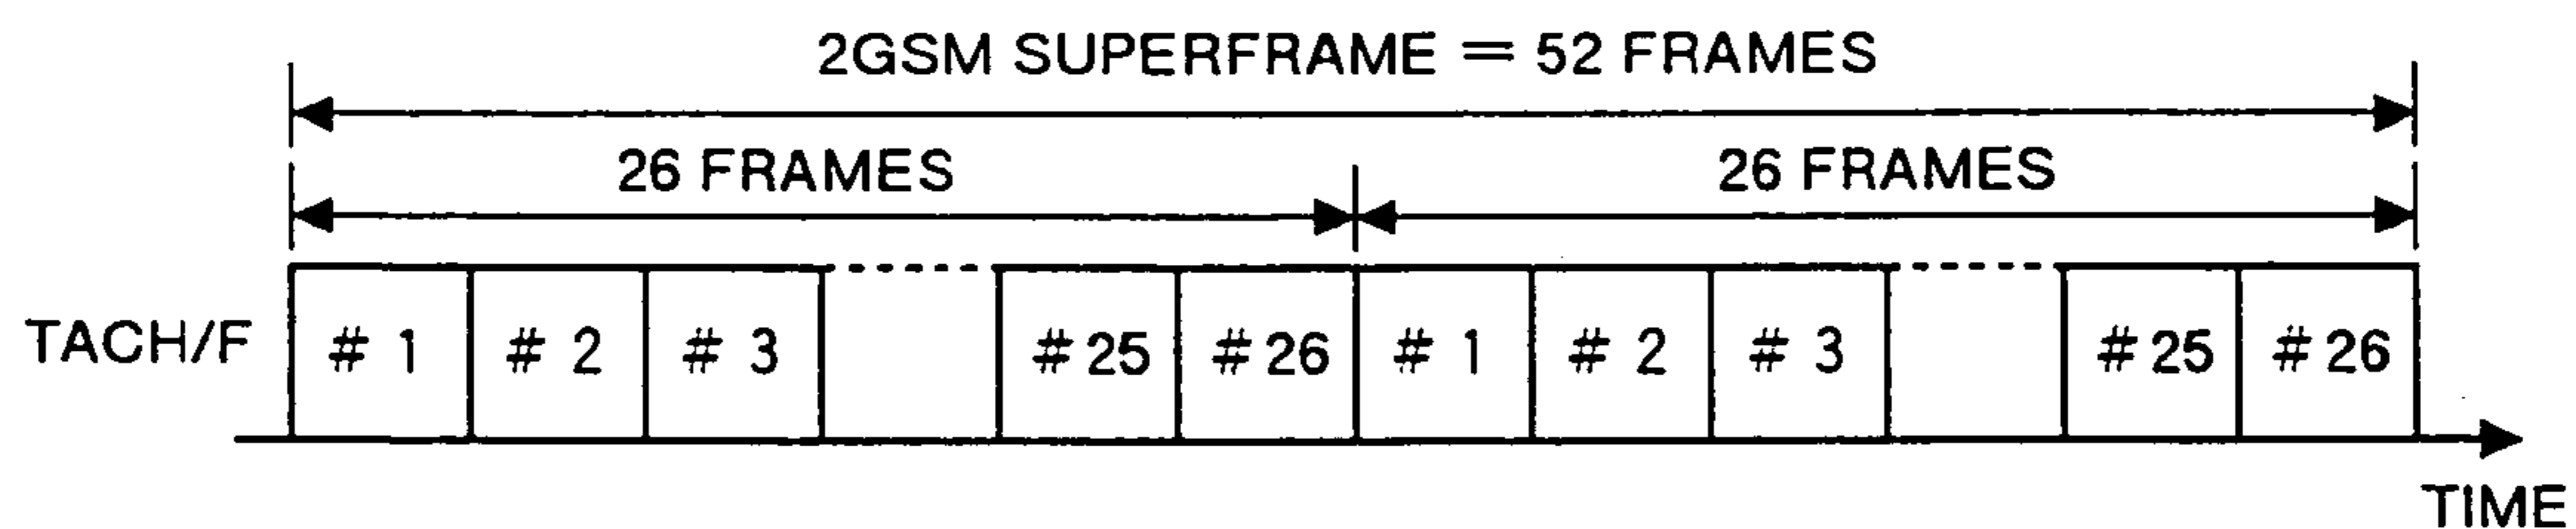 2GSM SUPERFRAME = 52 FRAMES
26 FRAMES 26 FRAMES
TACH/F # 1 # 2 # 3 #25 #26 # 1 # 2 # 3 #25 #26
TIME